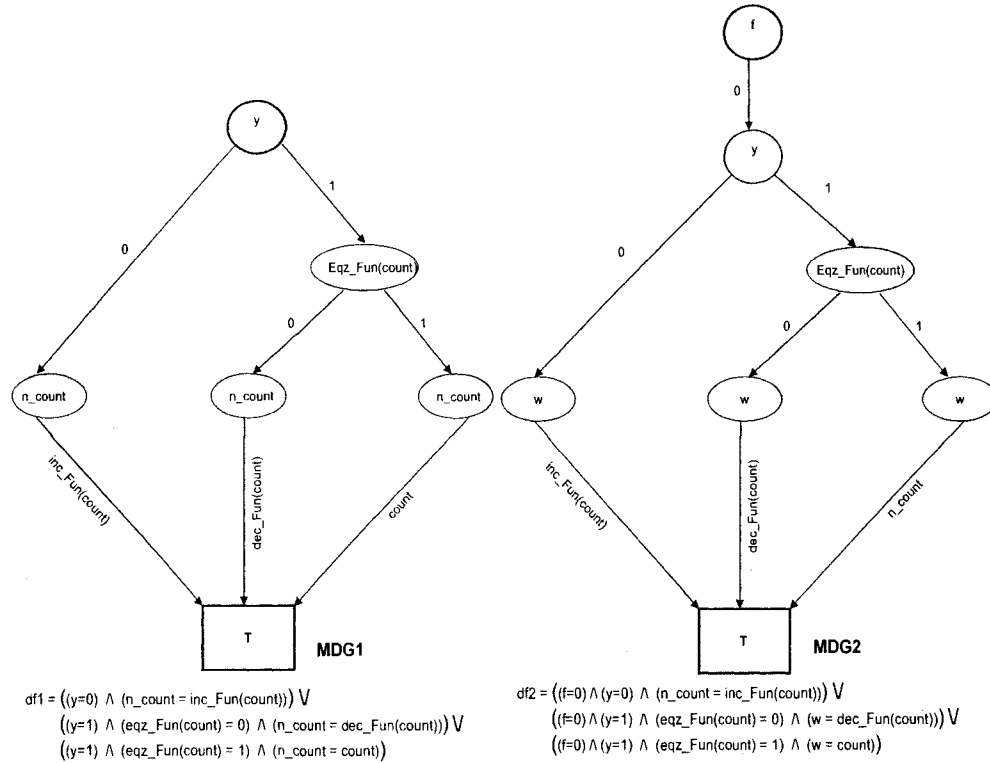 f
0
y
y
1
1
0
0
Eqz_Fun(count)
Eqz_Fun(count)
0
1
0
1
n_count
n_count
n_count
w
w
w
inc_Fun(count)
dec_Fun(count)
count
inc_Fun(count)
dec_Fun(count)
n_count
T
MDG1
T
MDG2
df1 = ((y=0) ∧ (n_count = inc_Fun(count))) ∨
((y=1) ∧ (eqz_Fun(count) = 0) ∧ (n_count = dec_Fun(count))) ∨
((y=1) ∧ (eqz_Fun(count) = 1) ∧ (n_count = count))
df2 = ((f=0) ∧ (y=0) ∧ (n_count = inc_Fun(count))) ∨
((f=0) ∧ (y=1) ∧ (eqz_Fun(count) = 0) ∧ (w = dec_Fun(count))) ∨
((f=0) ∧ (y=1) ∧ (eqz_Fun(count) = 1) ∧ (w = count))